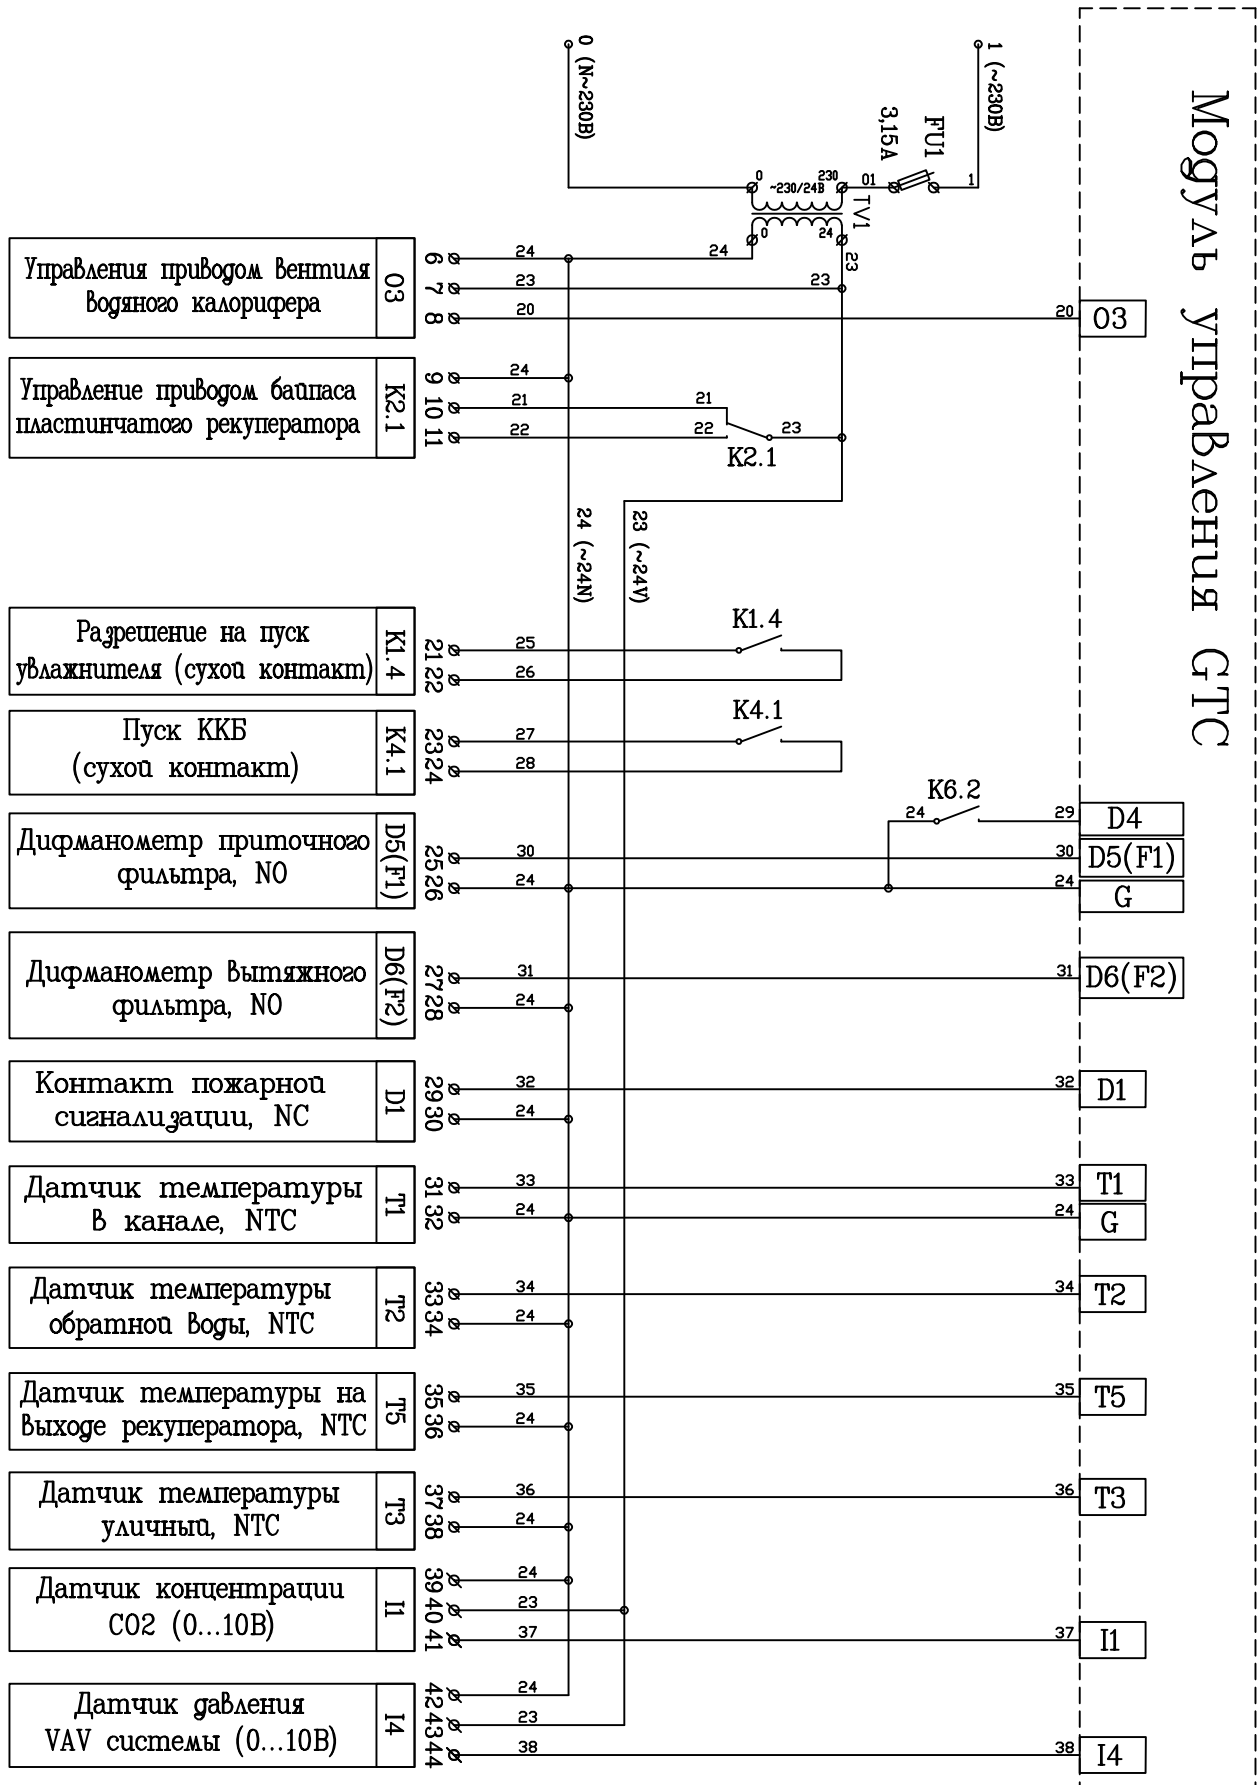 Модуль управления GTC
0 (N~230В)
1 (~230В)
FU1
3,15А
0
~230/24В
230
01
1
TV1
0
24
23
Управления приводом вентиля
водяного калорифера
О3
6
24
24
7
23
23
8
20
20
О3
Управление приводом байпаса
пластинчатого рекуператора
К2.1
9
24
10
21
21
11
22
22
23
К2.1
24 (~24N)
23 (~24V)
Разрешение на пуск
увлажнителя (сухой контакт)
К1.4
21
25
22
26
К1.4
Пуск ККБ
(сухой контакт)
К4.1
23
27
24
28
К4.1
К6.2
24
29
D4
Дифманометр приточного
фильтра, NO
D5(F1)
25
30
30
D5(F1)
26
24
24
G
Дифманометр вытяжного
фильтра, NO
D6(F2)
27
31
31
D6(F2)
28
24
Контакт пожарной
сигнализации, NC
D1
29
32
32
D1
30
24
Датчик температуры
в канале, NTC
T1
31
33
33
T1
32
24
24
G
Датчик температуры
обратной воды, NTC
T2
33
34
34
T2
34
24
Датчик температуры на
выходе рекуператора, NTC
T5
35
35
35
T5
36
24
Датчик температуры
уличный, NTC
T3
37
36
36
T3
38
24
Датчик концентрации
СО2 (0...10В)
I1
39
24
40
23
41
37
37
I1
Датчик давления
VAV системы (0...10В)
I4
42
24
43
23
44
38
38
I4